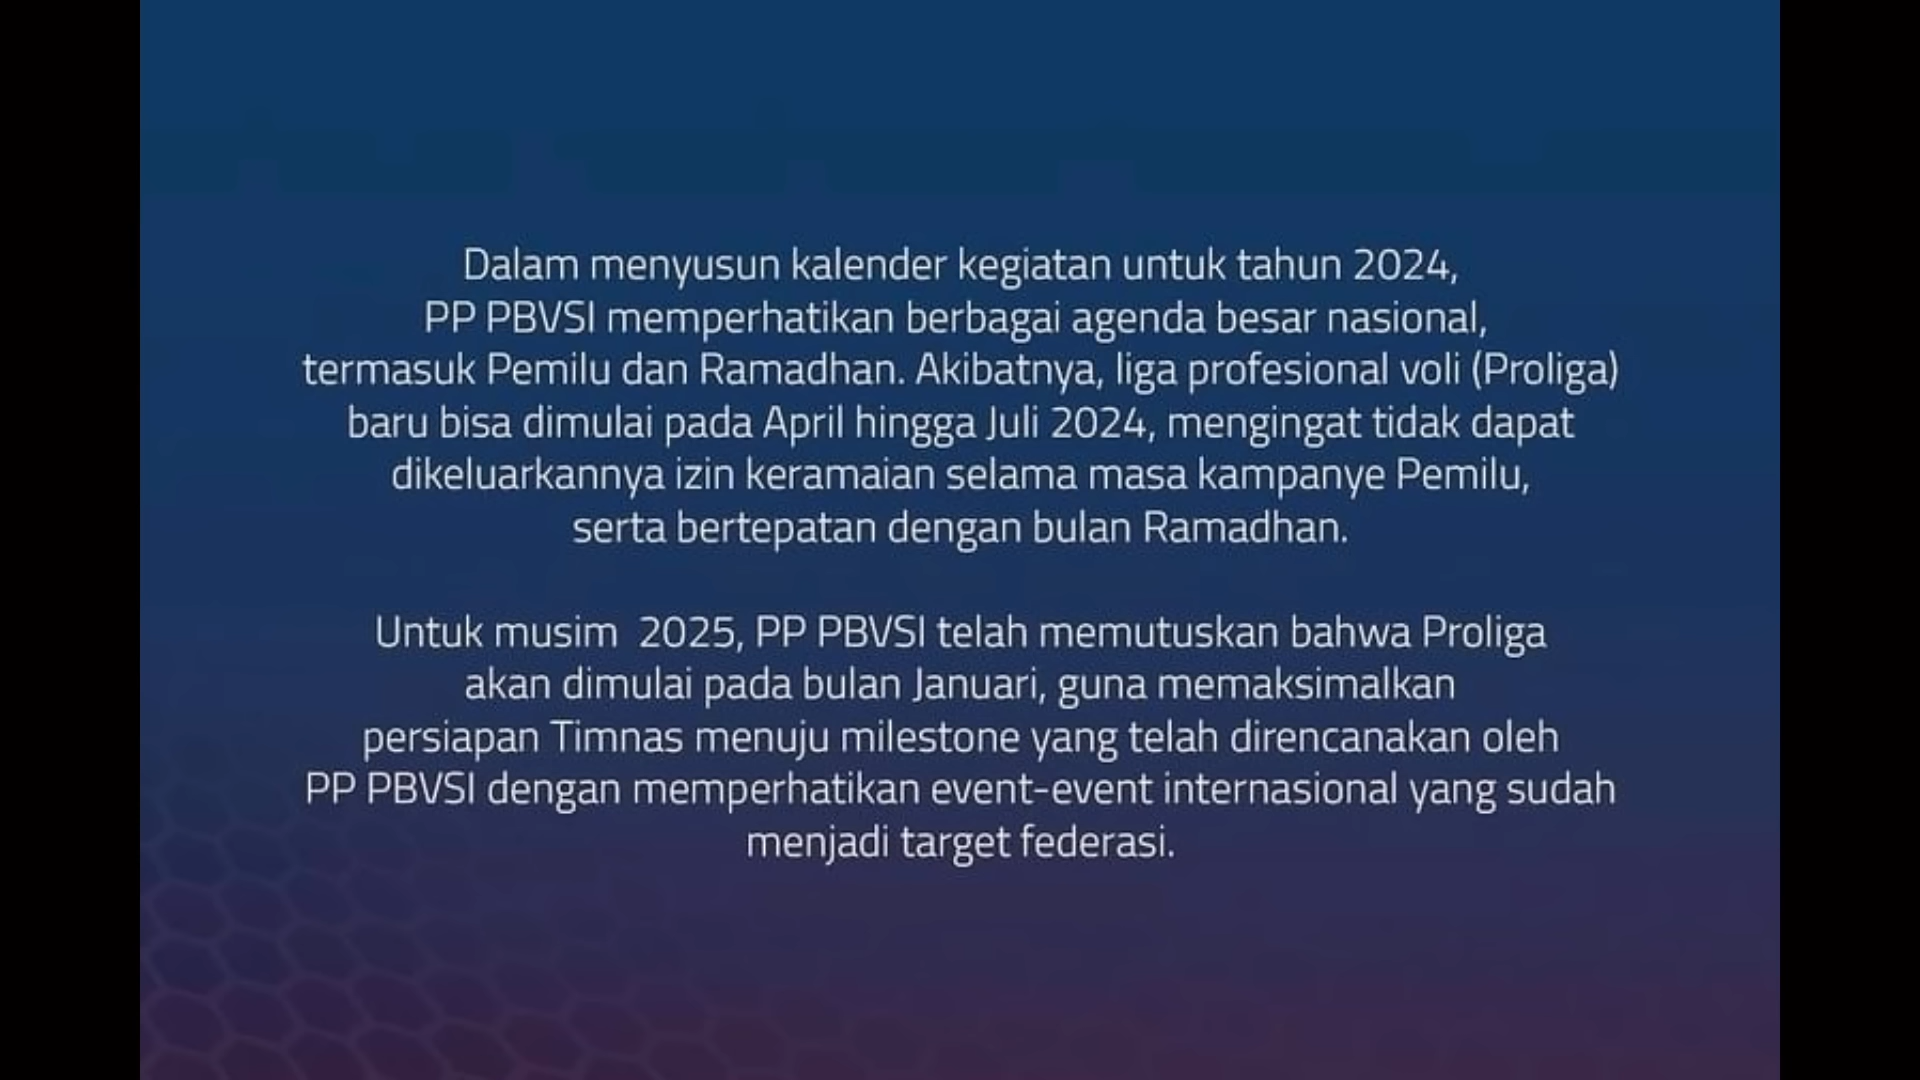 Dalam menyusun kalender kegiatan untuk tahun 2024,
PP PBVSI memperhatikan berbagai agenda besar nasional,
termasuk Pemilu dan Ramadhan. Akibatnya, liga profesional voli (Proliga)
baru bisa dimulai pada April hingga Juli 2024, mengingat tidak dapat
dikeluarkannya izin keramaian selama masa kampanye Pemilu,
serta bertepatan dengan bulan Ramadhan.
Untuk musim  2025, PP PBVSI telah memutuskan bahwa Proliga
akan dimulai pada bulan Januari, guna memaksimalkan
persiapan Timnas menuju milestone yang telah direncanakan oleh
PP PBVSI dengan memperhatikan event-event internasional yang sudah
menjadi target federasi.